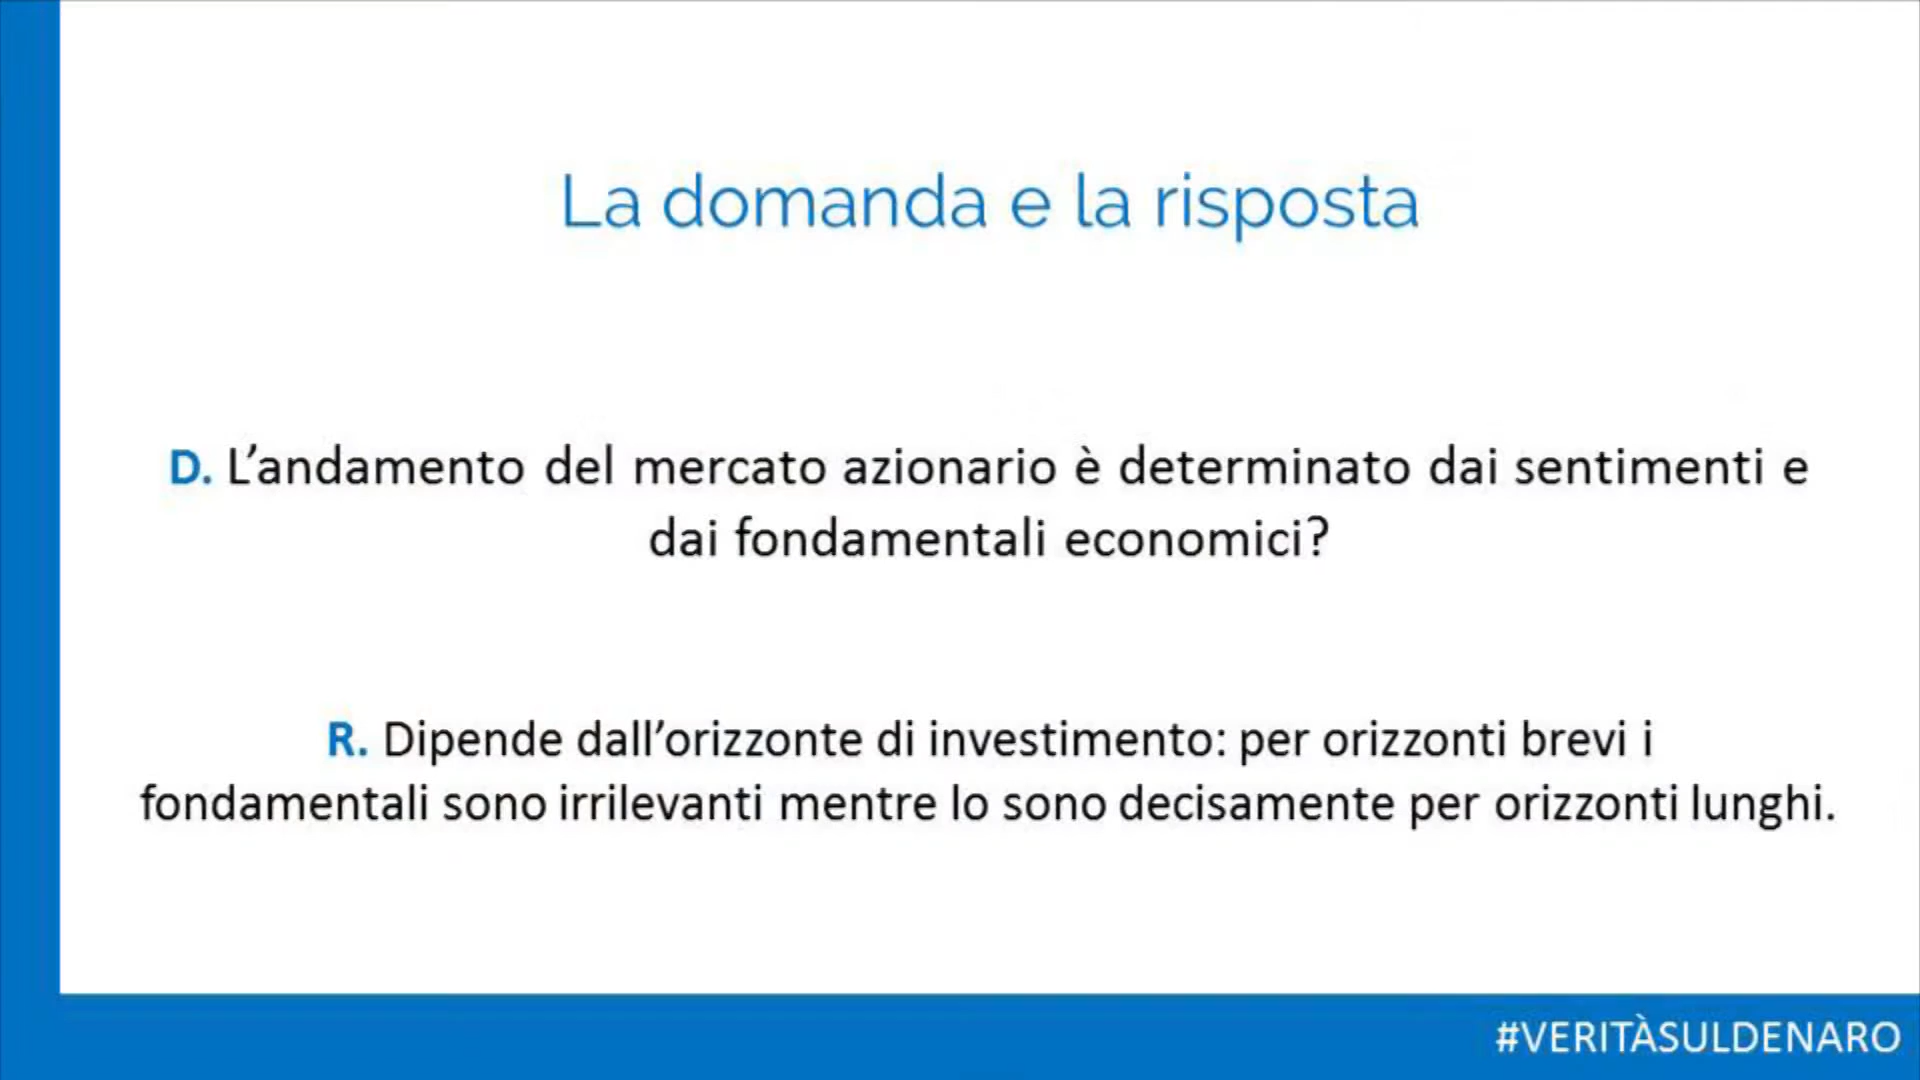 La domanda e la risposta
D. L’andamento del mercato azionario è determinato dai sentimenti e
dai fondamentali economici?
R. Dipende dall’orizzonte di investimento: per orizzonti brevi i
fondamentali sono irrilevanti mentre lo sono decisamente per orizzonti lunghi.
#VERITÀSULDENARO